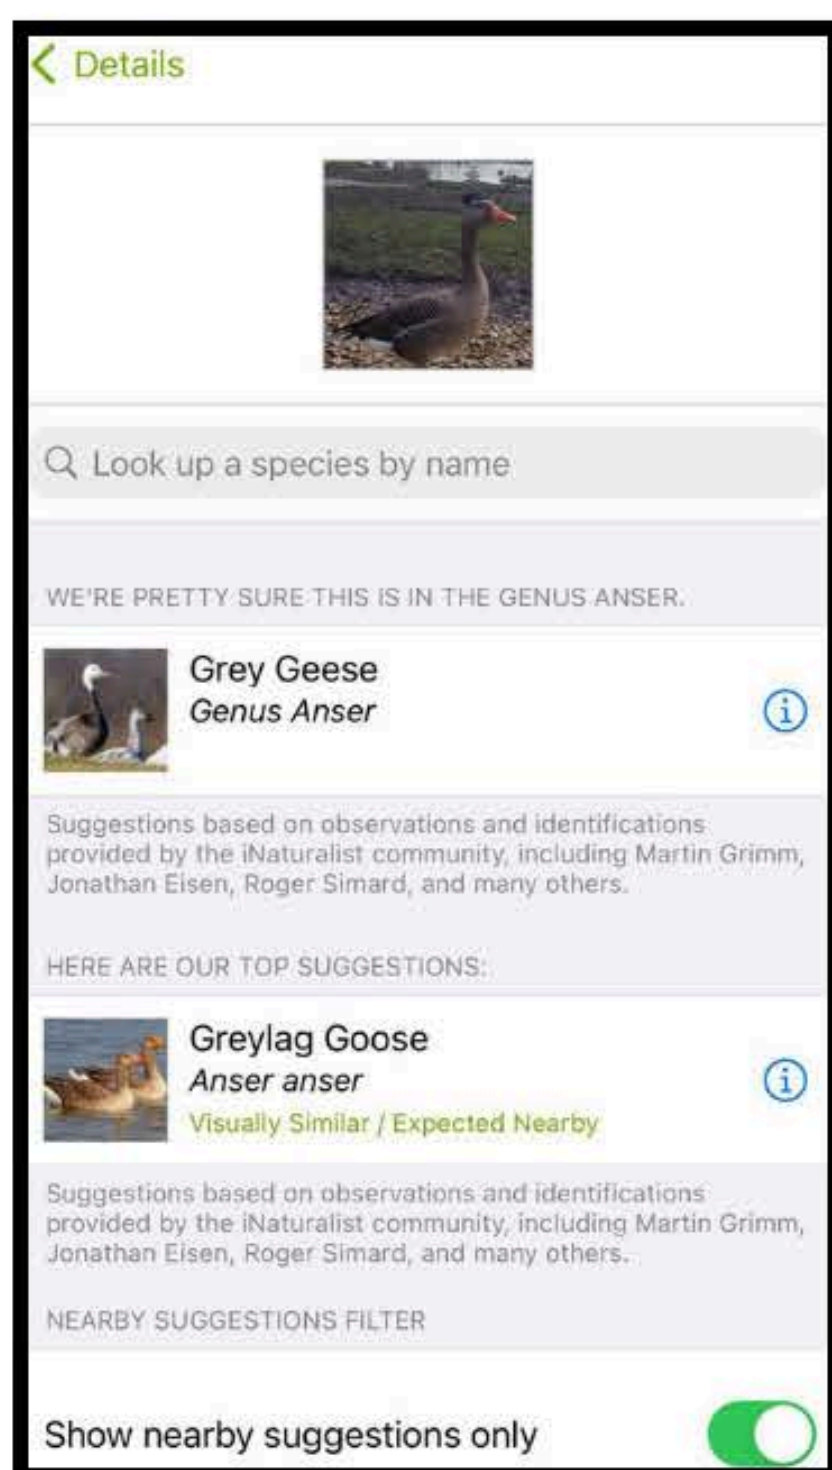 Details
Look up a species by name
WE'RE PRETTY SURE THIS IS IN THE GENUS ANSER.
Grey Geese
Genus Anser
Suggestions based on observations and identifications
provided by the iNaturalist community, including Martin Grimm,
Jonathan Eisen, Roger Simard, and many others.
HERE ARE OUR TOP SUGGESTIONS:
Greylag Goose
Anser anser
Visually Similar / Expected Nearby
Suggestions based on observations and identifications
provided by the iNaturalist community, including Martin Grimm,
Jonathan Eisen, Roger Simard, and many others.
NEARBY SUGGESTIONS FILTER
Show nearby suggestions only